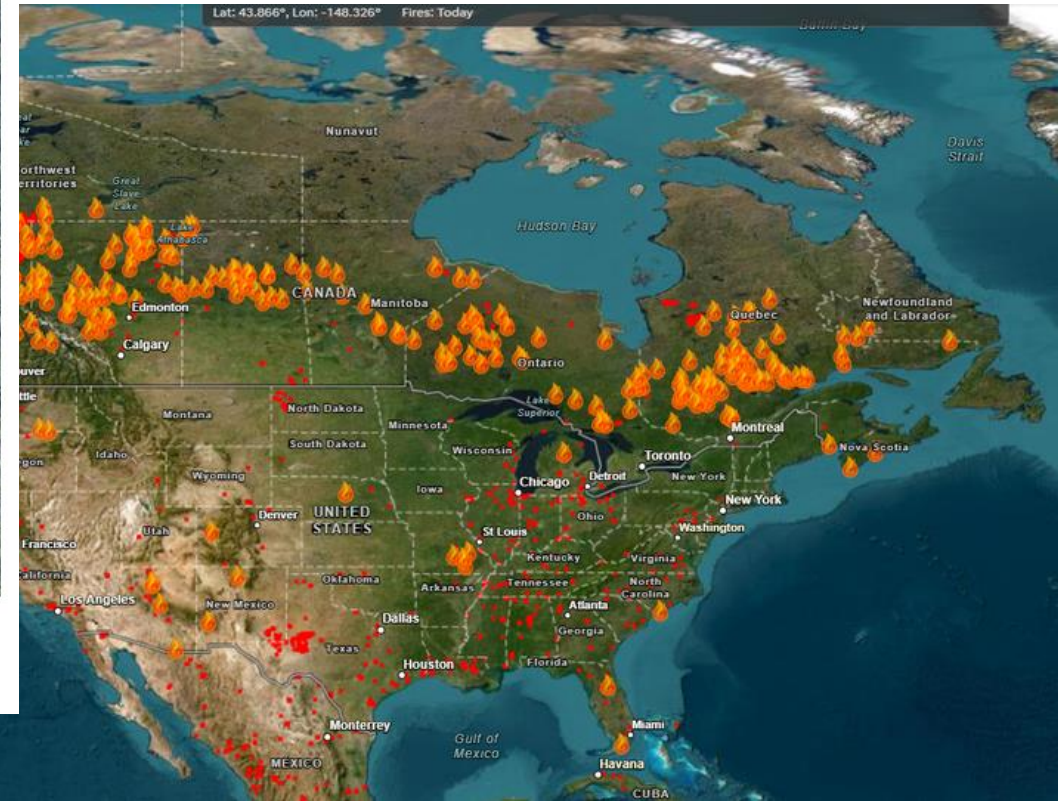 Lat: 43.866°, Lon: -148.326° Fires: Today
Baffin Bay
Nunavut
Davis
Strait
Great
Slave
Lake
Hudson Bay
Lake
Athabasca
CANADA
Manitoba
Edmonton
Calgary
Ontario
Quebec
Newfoundland
and Labrador
Lake
Superior
Montana
North Dakota
Minnesota
Montreal
Nova Scotia
Idaho
South Dakota
Wisconsin
Toronto
Wyoming
Chicago
Detroit
New York
Iowa
New York
UNITED
STATES
Denver
Ohio
Utah
St Louis
Washington
Francisco
Kentucky
Virginia
Oklahoma
Arkansas
Tennessee
North
Carolina
Los Angeles
New Mexico
Atlanta
Dallas
Georgia
Texas
Houston
Florida
Monterrey
Miami
Gulf of
Mexico
MEXICO
Havana
CUBA